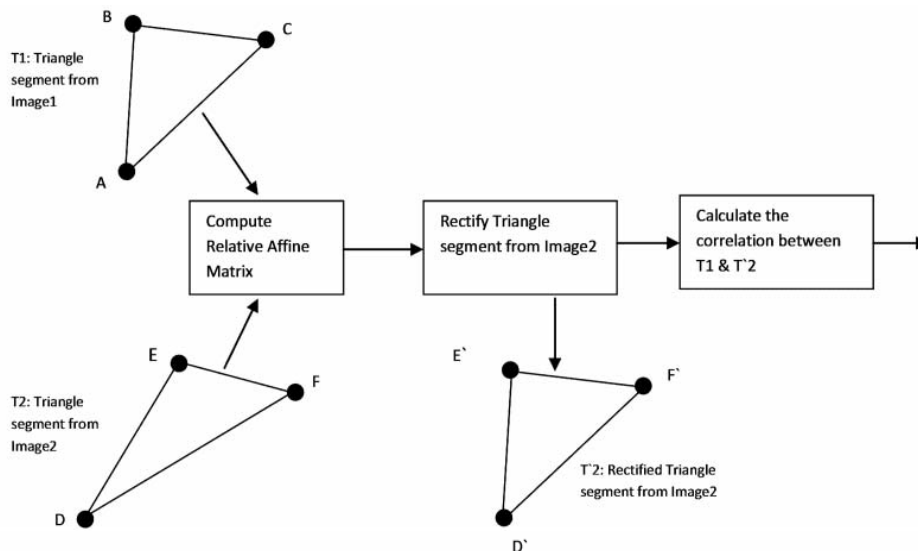 B
C
T1: Triangle
segment from
Image1
A
Compute
Relative Affine
Matrix
Rectify Triangle
segment from Image2
Calculate the
correlation between
T1 & T`2
E
F
T2: Triangle
segment from
Image2
D
E`
F`
T`2: Rectified Triangle
segment from Image2
D`